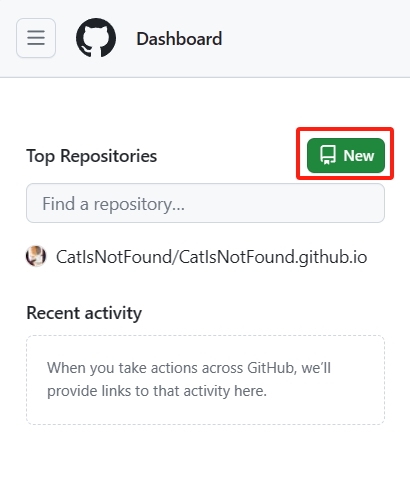 Dashboard
Top Repositories
New
Find a repository...
CatIsNotFound/CatIsNotFound.github.io
Recent activity
When you take actions across GitHub, we’ll
provide links to that activity here.